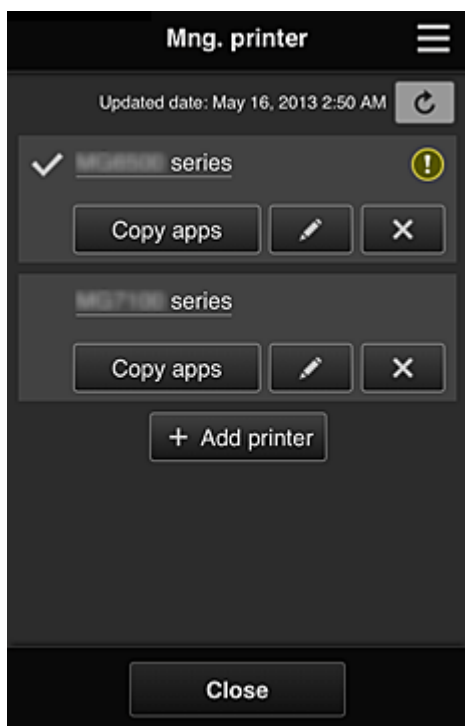 Mng. printer
Updated date: May 16, 2013 2:50 AM
series
Copy apps
series
Copy apps
+ Add printer
Close